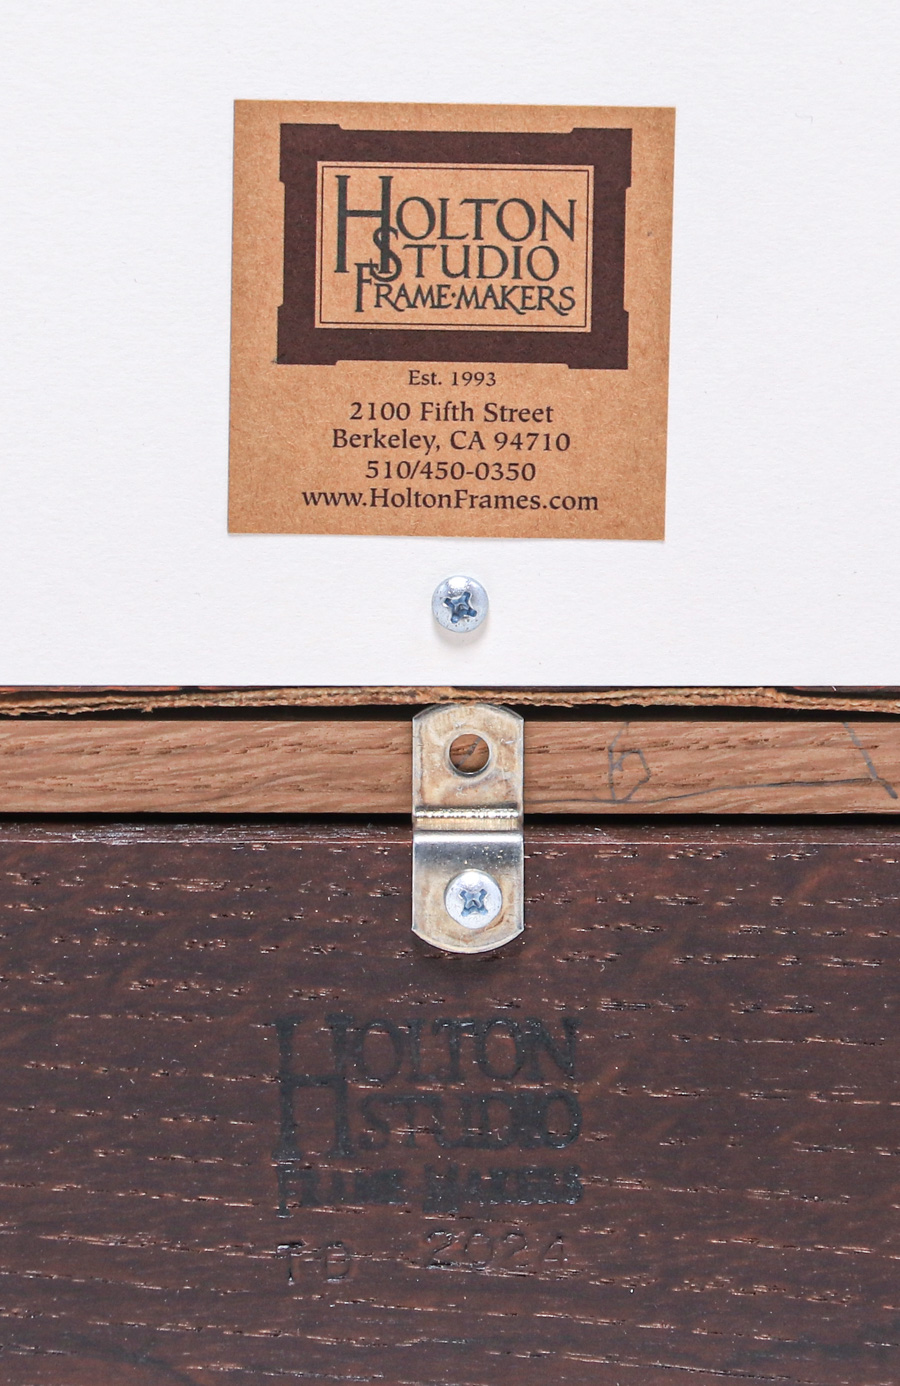 HOLTON
STUDIO
FRAME·MAKERS
Est. 1993
2100 Fifth Street
Berkeley, CA 94710
510/450-0350
www.HoltonFrames.com
HOLTON
STUDIO
FRAME·MAKERS
2024